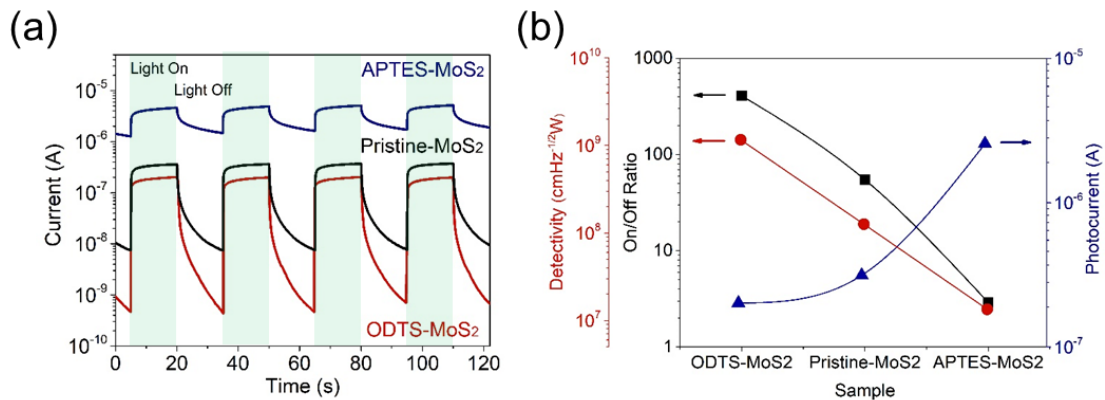 (a)
Current (A)
10⁻⁵
10⁻⁶
10⁻⁷
10⁻⁸
10⁻⁹
10⁻¹⁰
Light On
Light Off
APTES-MoS₂
Pristine-MoS₂
ODTS-MoS₂
0 20 40 60 80 100 120
Time (s)
(b)
Detectivity (cmHz⁻¹/²W)
10¹⁰
10⁹
10⁸
10⁷
On/Off Ratio
1000
100
10
1
10⁻⁵
10⁻⁶
10⁻⁷
Photocurrent (A)
ODTS-MoS2 Pristine-MoS2 APTES-MoS2
Sample